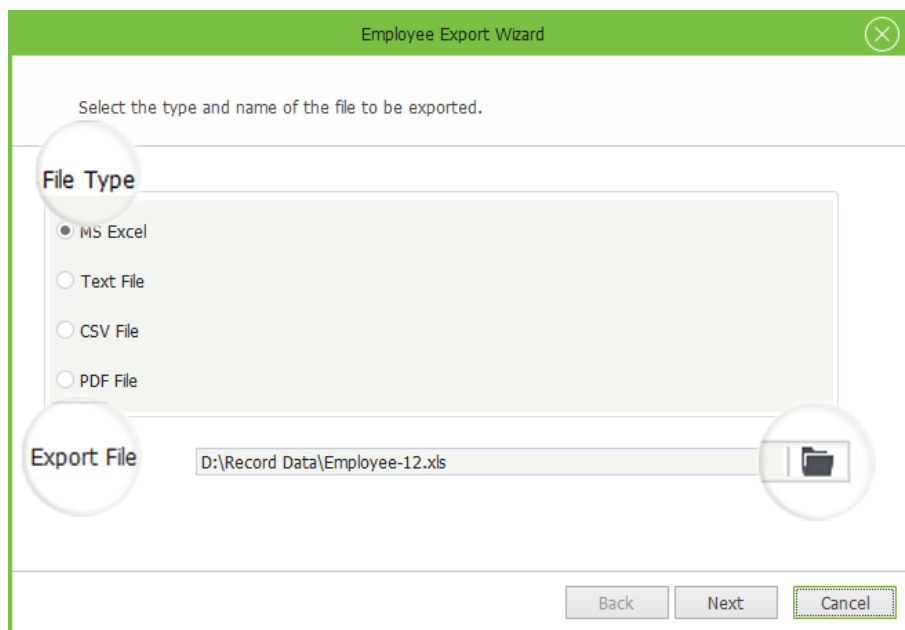 Employee Export Wizard
Select the type and name of the file to be exported.
File Type
MS Excel
Text File
CSV File
PDF File
Export File D:\Record Data\Employee-12.xls
Back Next Cancel